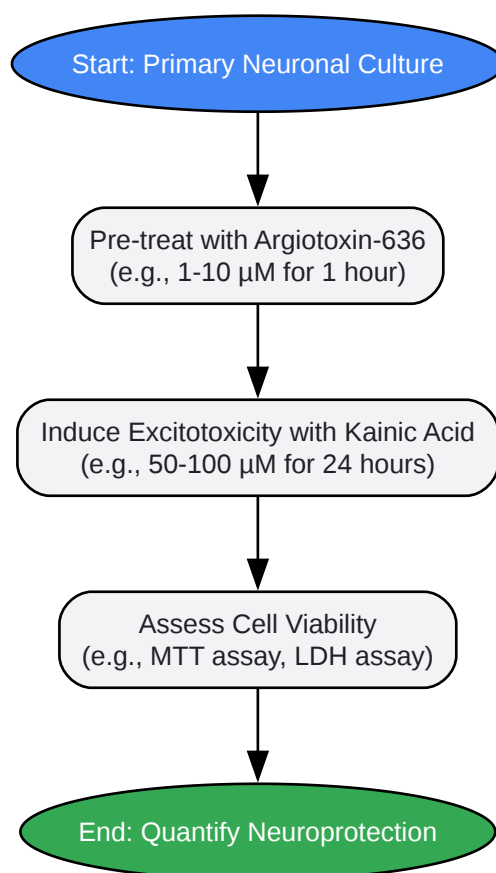 Start: Primary Neuronal Culture
Pre-treat with Argiotoxin-636
(e.g., 1-10 µM for 1 hour)
Induce Excitotoxicity with Kainic Acid
(e.g., 50-100 µM for 24 hours)
Assess Cell Viability
(e.g., MTT assay, LDH assay)
End: Quantify Neuroprotection